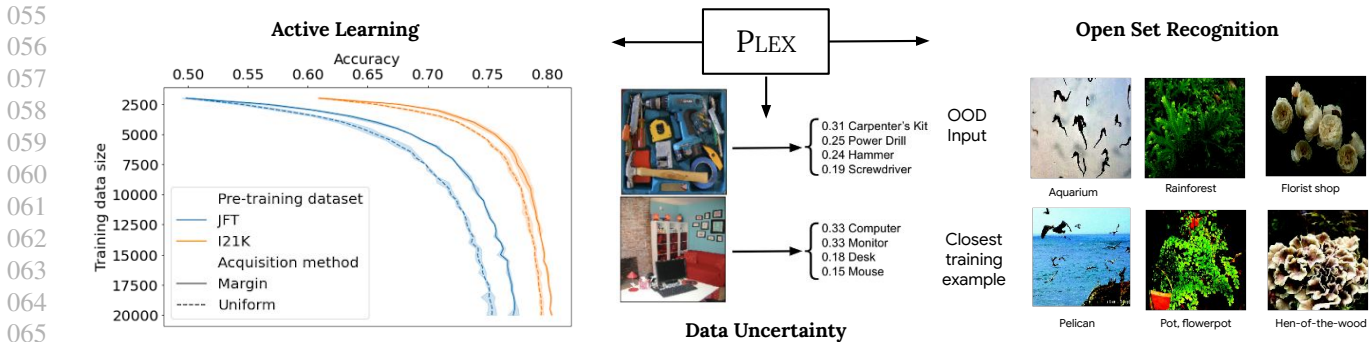 055
056
057
058
059
060
061
062
063
064
065
Active Learning
Accuracy
0.50 0.55 0.60 0.65 0.70 0.75 0.80
Training data size
2500
5000
7500
10000
12500
15000
17500
20000
Pre-training dataset
JFT
I21K
Acquisition method
Margin
Uniform
PLEX
0.31 Carpenter's Kit
0.25 Power Drill
0.24 Hammer
0.19 Screwdriver
0.33 Computer
0.33 Monitor
0.18 Desk
0.15 Mouse
Data Uncertainty
Open Set Recognition
OOD
Input
Aquarium
Rainforest
Florist shop
Closest
training
example
Pelican
Pot, flowerpot
Hen-of-the-wood